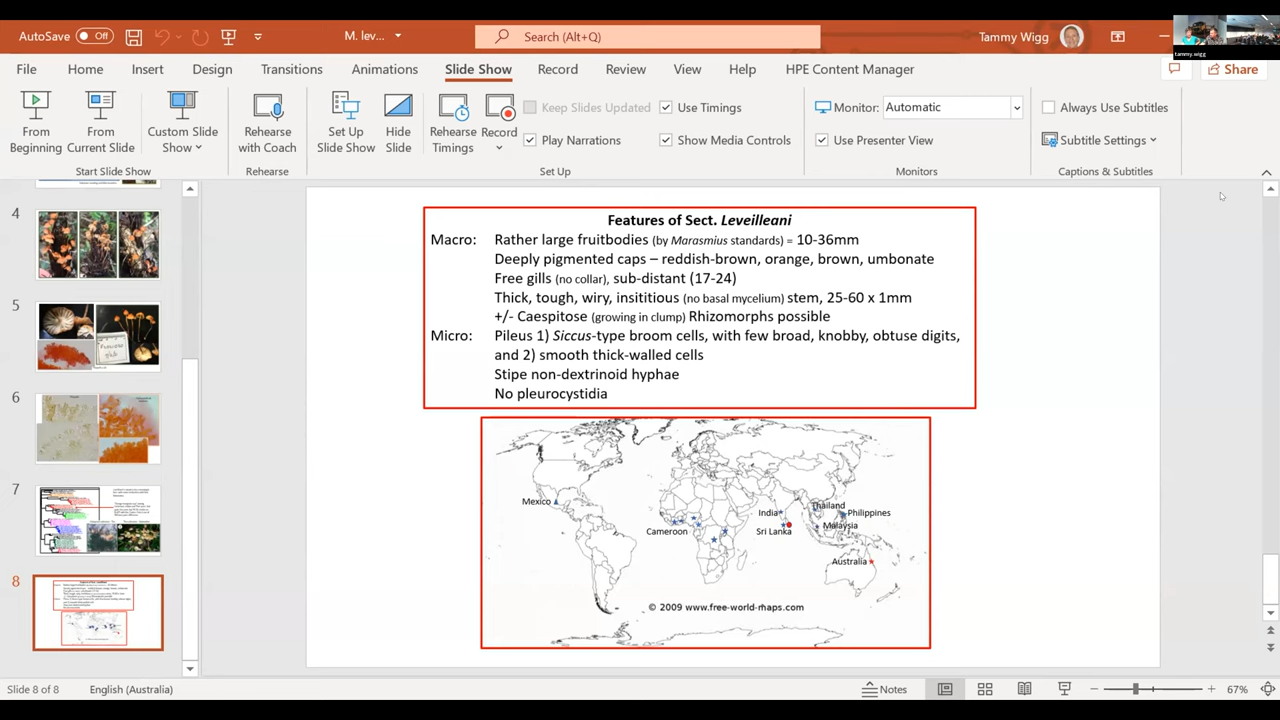 AutoSave Off M. lev... Search (Alt+Q) Tammy Wigg
tammy.wigg
File Home Insert Design Transitions Animations Slide Show Record Review View Help HPE Content Manager Share
From Beginning
From Current Slide
Custom Slide Show
Rehearse with Coach
Set Up Slide Show
Hide Slide
Rehearse Timings
Record
Keep Slides Updated
Use Timings
Play Narrations
Show Media Controls
Monitor: Automatic
Use Presenter View
Always Use Subtitles
Subtitle Settings
Start Slide Show Rehearse Set Up Monitors Captions & Subtitles
4
5
6
7
8
Features of Sect. Leveilleani
Macro: Rather large fruitbodies (by Marasmius standards) = 10-36mm
Deeply pigmented caps – reddish-brown, orange, brown, umbonate
Free gills (no collar), sub-distant (17-24)
Thick, tough, wiry, insititious (no basal mycelium) stem, 25-60 x 1mm
+/- Caespitose (growing in clump) Rhizomorphs possible
Micro: Pileus 1) Siccus-type broom cells, with few broad, knobby, obtuse digits,
and 2) smooth thick-walled cells
Stipe non-dextrinoid hyphae
No pleurocystidia
Mexico
India
Thailand
Philippines
Cameroon
Sri Lanka
Malaysia
Australia
© 2009 www.free-world-maps.com
Slide 8 of 8 English (Australia) Notes 67%